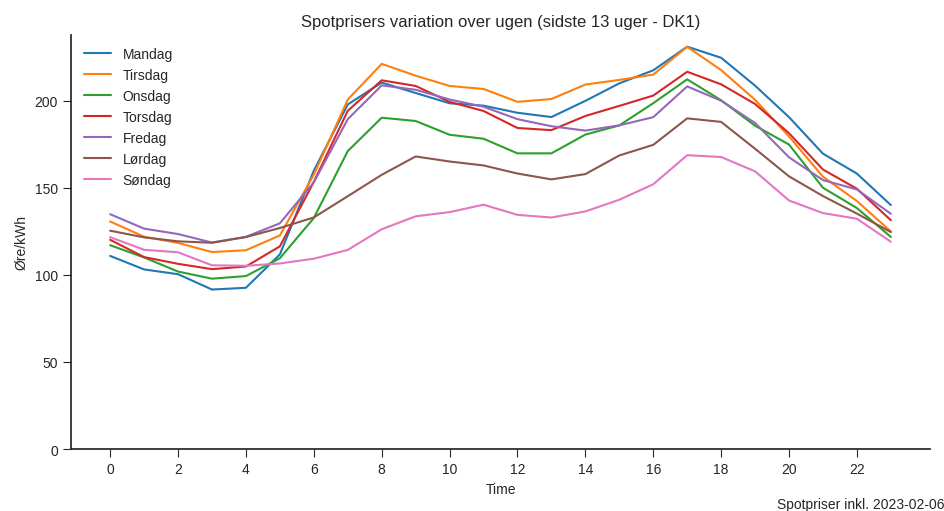 Spotprisers variation over ugen (sidste 13 uger - DK1)
Mandag
Tirsdag
Onsdag
Torsdag
Fredag
Lørdag
Søndag
Øre/kWh
200
150
100
50
0
0 2 4 6 8 10 12 14 16 18 20 22
Time
Spotpriser inkl. 2023-02-06